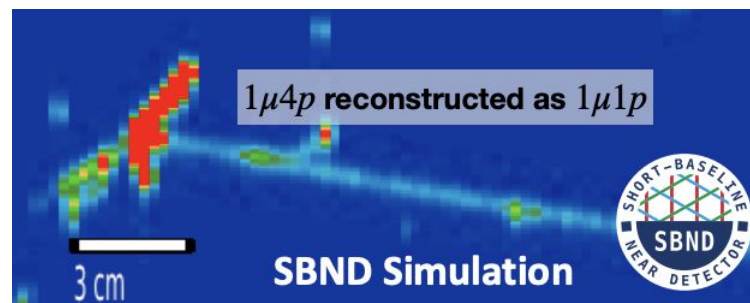 1μ4p reconstructed as 1μ1p
SHORT-BASELINE
SBND
NEAR DETECTOR
3 cm
SBND Simulation